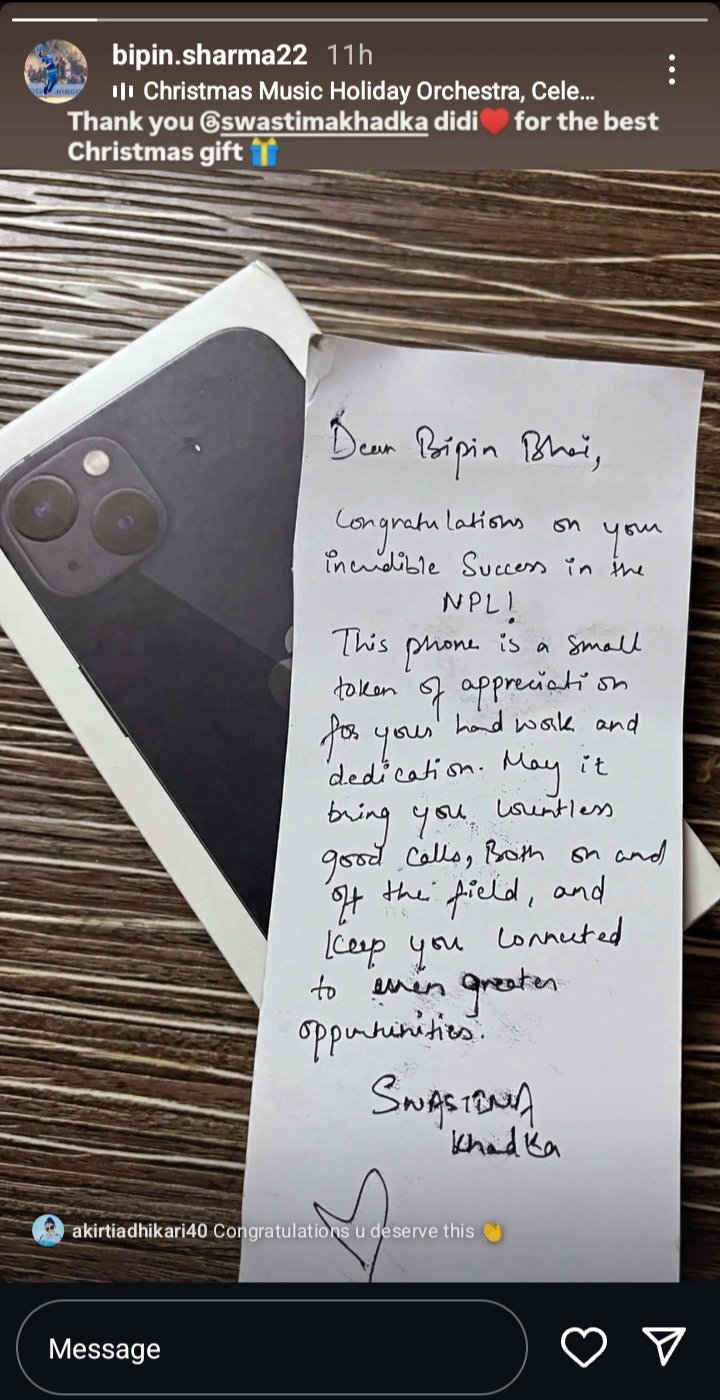 bipin.sharma22 11h
Christmas Music Holiday Orchestra, Cele...
Thank you @swastimakhadka didi❤️ for the best
Christmas gift 🎁
Dear Bipin Bhai,
Congratulations on your
incredible Success in the
NPL!
This phone is a small
token of appreciation
for your hard work and
dedication. May it
bring you countless
good calls, Both on and
off the field, and
keep you connected
to even greater
oppurtunities.
SWASTIMA
Khadka
akirtiadhikari40 Congratulations u deserve this 👏
Message